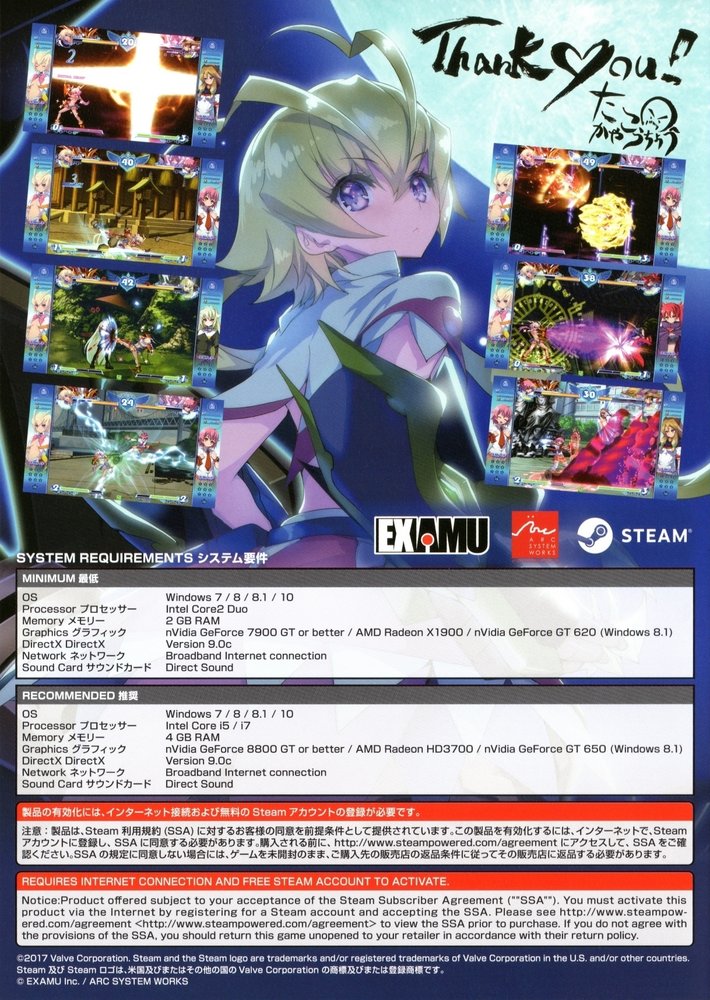 Thank you!!
EXAMU
ARC
SYSTEM
WORKS
STEAM®
SYSTEM REQUIREMENTS システム要件
MINIMUM 最低
OS Windows 7 / 8 / 8.1 / 10
Processor プロセッサー Intel Core2 Duo
Memory メモリー 2 GB RAM
Graphics グラフィック nVidia GeForce 7900 GT or better / AMD Radeon X1900 / nVidia GeForce GT 620 (Windows 8.1)
DirectX DirectX Version 9.0c
Network ネットワーク Broadband Internet connection
Sound Card サウンドカード Direct Sound
RECOMMENDED 推奨
OS Windows 7 / 8 / 8.1 / 10
Processor プロセッサー Intel Core i5 / i7
Memory メモリー 4 GB RAM
Graphics グラフィック nVidia GeForce 8800 GT or better / AMD Radeon HD3700 / nVidia GeForce GT 650 (Windows 8.1)
DirectX DirectX Version 9.0c
Network ネットワーク Broadband Internet connection
Sound Card サウンドカード Direct Sound
製品の有効化には、インターネット接続および無料の Steam アカウントの登録が必要です。
注意：製品は、Steam 利用規約 (SSA) に対するお客様の同意を前提条件として提供されています。この製品を有効化するには、インターネットで、Steam
アカウントに登録し、SSA に同意する必要があります。購入される前に、http://www.steampowered.com/agreement にアクセスして、SSA をご確
認ください。SSA の規定に同意しない場合には、ゲームを未開封のまま、ご購入先の販売店の返品条件に従ってその販売店に返品する必要があります。
REQUIRES INTERNET CONNECTION AND FREE STEAM ACCOUNT TO ACTIVATE.
Notice:Product offered subject to your acceptance of the Steam Subscriber Agreement (""SSA""). You must activate this
product via the Internet by registering for a Steam account and accepting the SSA. Please see http://www.steampow-
ered.com/agreement <http://www.steampowered.com/agreement> to view the SSA prior to purchase. If you do not agree with
the provisions of the SSA, you should return this game unopened to your retailer in accordance with their return policy.
©2017 Valve Corporation. Steam and the Steam logo are trademarks and/or registered trademarks of Valve Corporation in the U.S. and/or other countries.
Steam 及び Steam ロゴは、米国及びまたはその他の国の Valve Corporation の商標及びまたは登録商標です。
© EXAMU Inc. / ARC SYSTEM WORKS